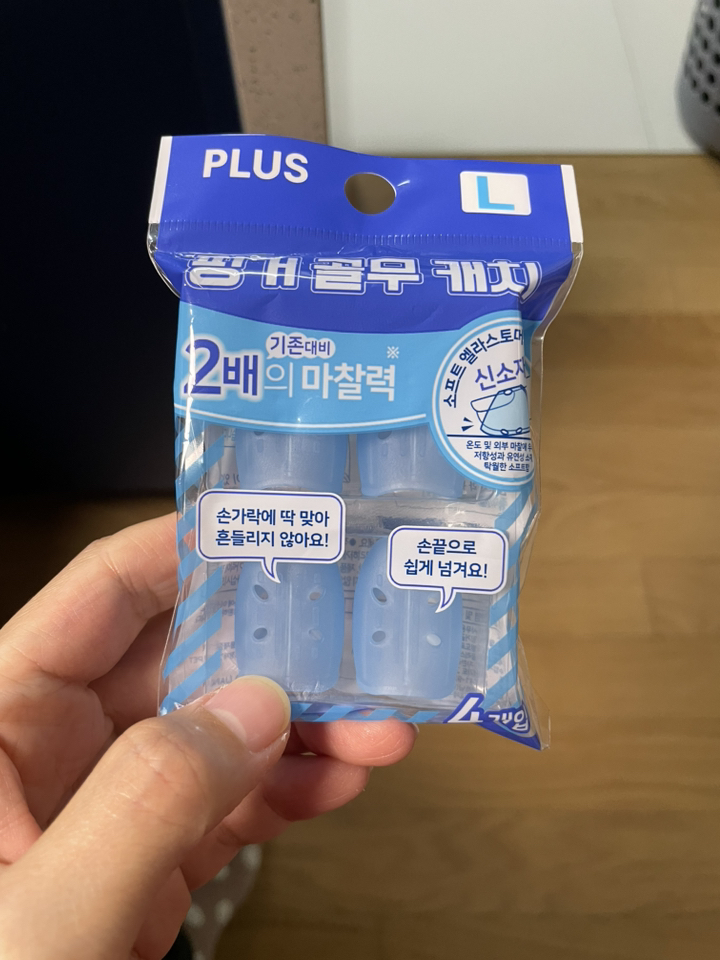 PLUS
L
핑거 골무 캐치
기존대비
2배의 마찰력※
소프트 엘라스토머
신소재
온도 및 외부 마찰에
저항성과 유연성
탁월한 소프트함
손가락에 딱 맞아
흔들리지 않아요!
손끝으로
쉽게 넘겨요!
4개입